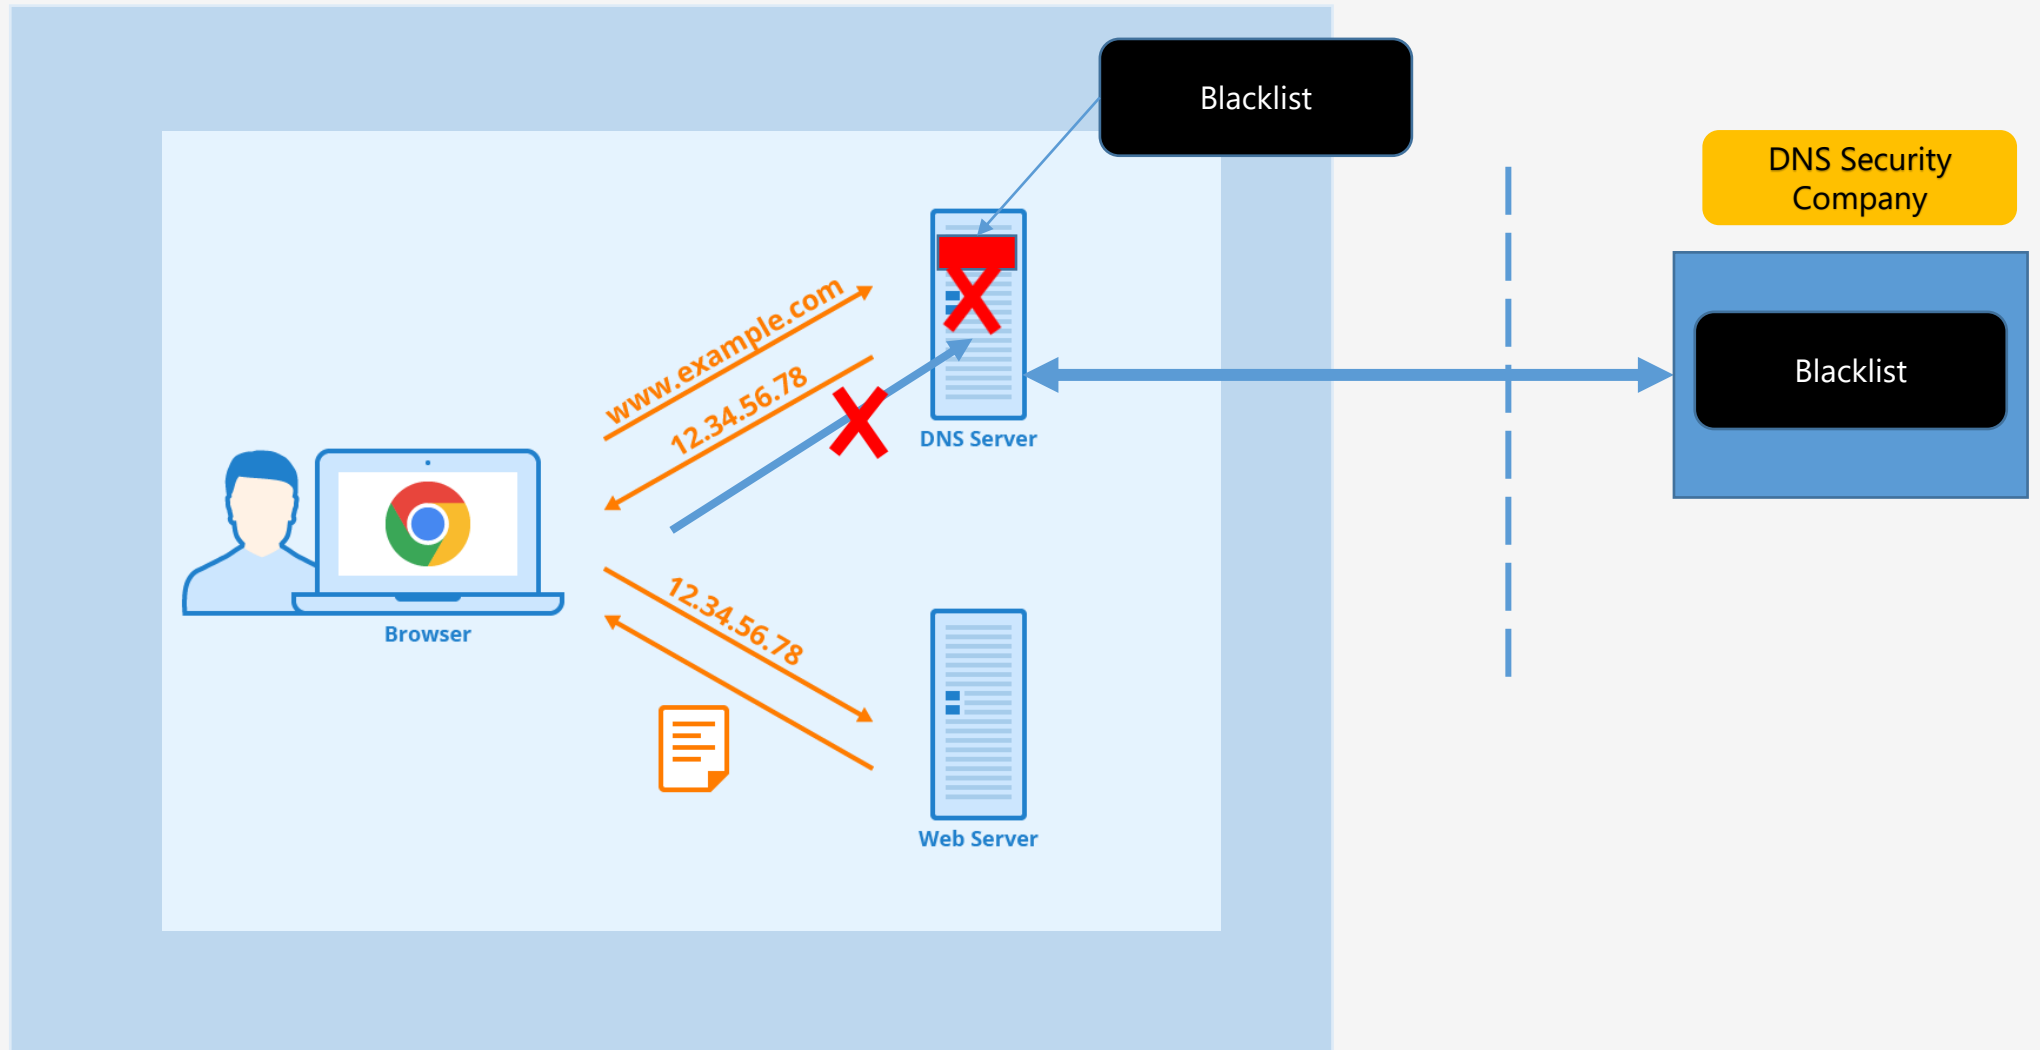 Blacklist
DNS Security
Company
www.example.com
12.34.56.78
Blacklist
DNS Server
Browser
12.34.56.78
Web Server